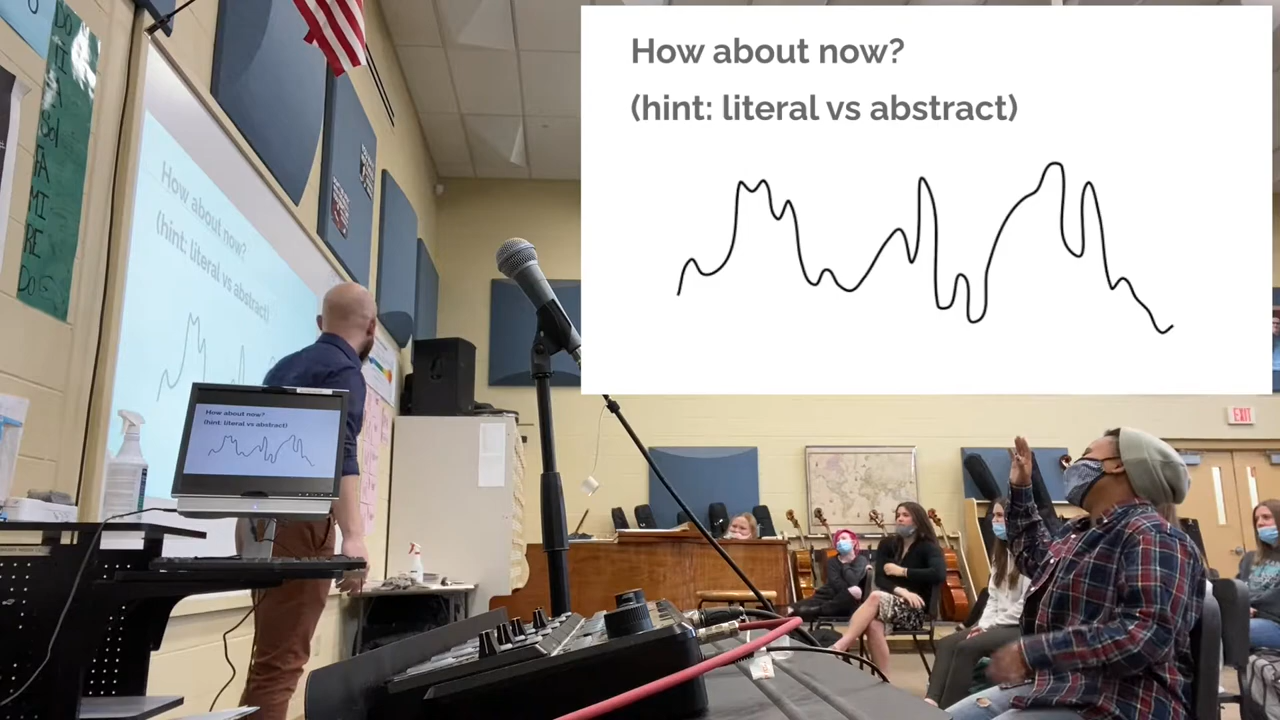 How about now?
(hint: literal vs abstract)
How about now?
(hint: literal vs abstract)
How about now?
(hint: literal vs abstract)
DO
TI
LA
Sol
FA
MI
RE
DO
EXIT